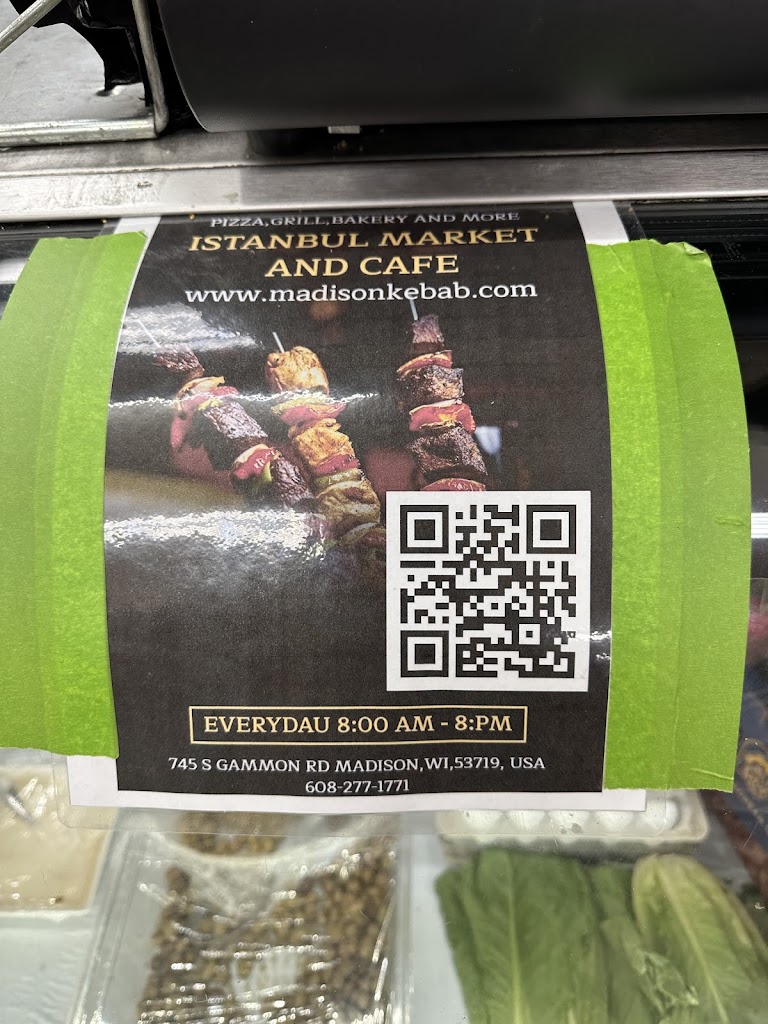 PIZZA,GRILL,BAKERY AND MORE
ISTANBUL MARKET
AND CAFE
www.madisonkebab.com
EVERYDAU 8:00 AM - 8:PM
745 S GAMMON RD MADISON,WI,53719, USA
608-277-1771